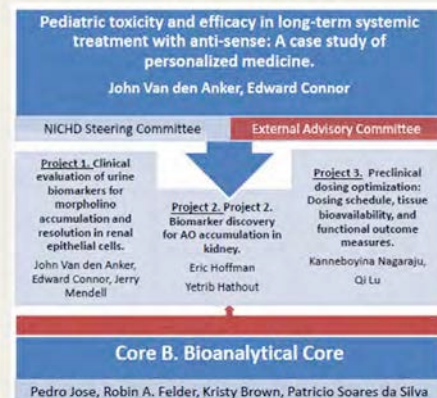 Pediatric toxicity and efficacy in long-term systemic
treatment with anti-sense: A case study of
personalized medicine.
John Van den Anker, Edward Connor
NICHD Steering Committee
External Advisory Committee
Project 1. Clinical
evaluation of urine
biomarkers for
morpholino
accumulation and
resolution in renal
epithelial cells.
John Van den Anker,
Edward Connor, Jerry
Mendell
Project 2. Project 2.
Biomarker discovery
for AO accumulation in
kidney.
Eric Hoffman
Yetrib Hathout
Project 3. Preclinical
dosing optimization:
Dosing schedule, tissue
bioavailability, and
functional outcome
measures.
Kanneboyina Nagaraju,
Qi Lu
Core B. Bioanalytical Core
Pedro Jose, Robin A. Felder, Kristy Brown, Patricio Soares da Silva